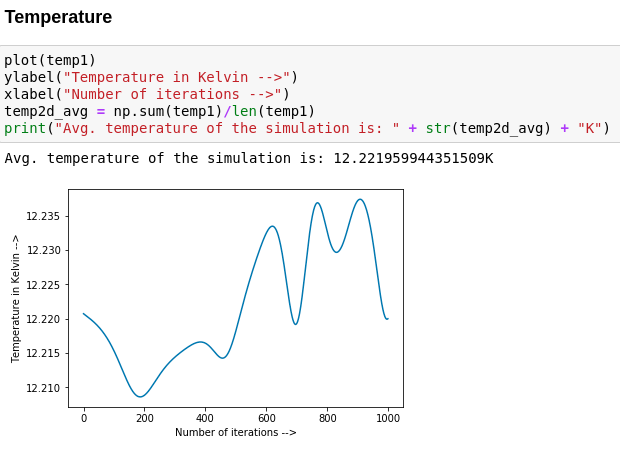 Temperature
plot(temp1)
ylabel("Temperature in Kelvin -->")
xlabel("Number of iterations -->")
temp2d_avg = np.sum(temp1)/len(temp1)
print("Avg. temperature of the simulation is: " + str(temp2d_avg) + "K")
Avg. temperature of the simulation is: 12.221959944351509K
12.235
12.230
12.225
12.220
12.215
12.210
Temperature in Kelvin -->
0 200 400 600 800 1000
Number of iterations -->